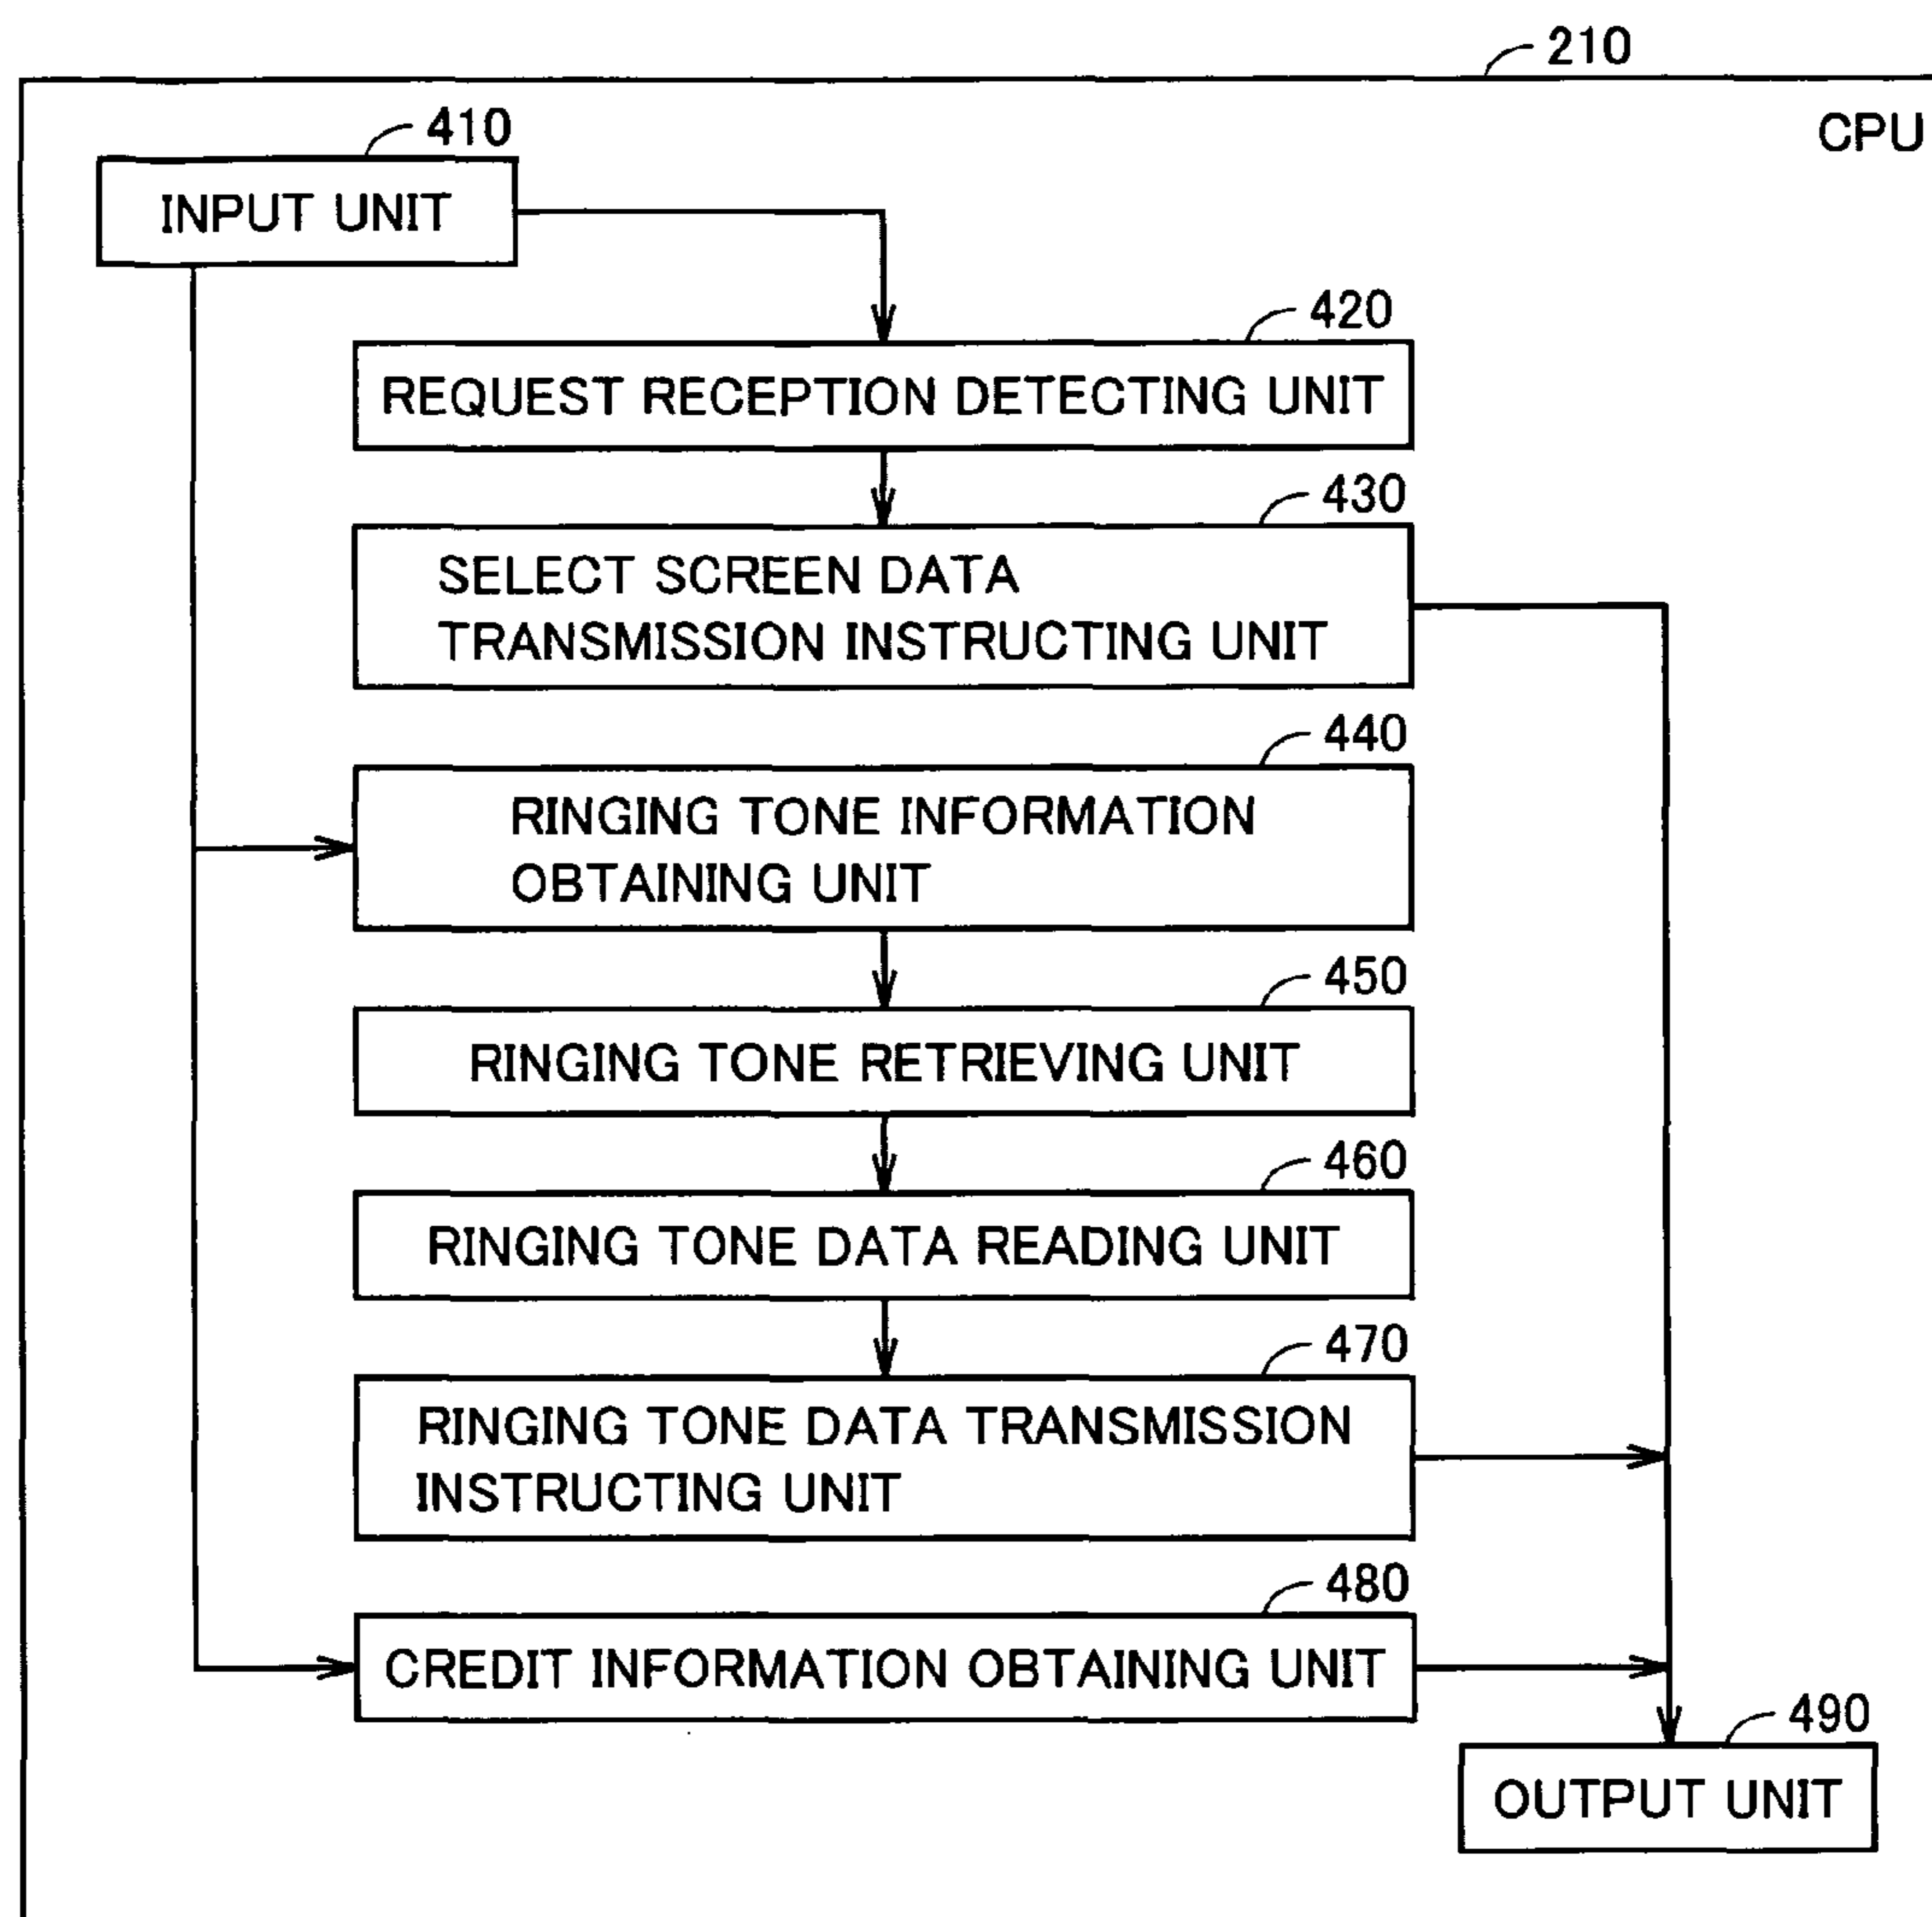 210
CPU
410
INPUT UNIT
420
REQUEST RECEPTION DETECTING UNIT
430
SELECT SCREEN DATA
TRANSMISSION INSTRUCTING UNIT
440
RINGING TONE INFORMATION
OBTAINING UNIT
450
RINGING TONE RETRIEVING UNIT
460
RINGING TONE DATA READING UNIT
470
RINGING TONE DATA TRANSMISSION
INSTRUCTING UNIT
480
CREDIT INFORMATION OBTAINING UNIT
490
OUTPUT UNIT